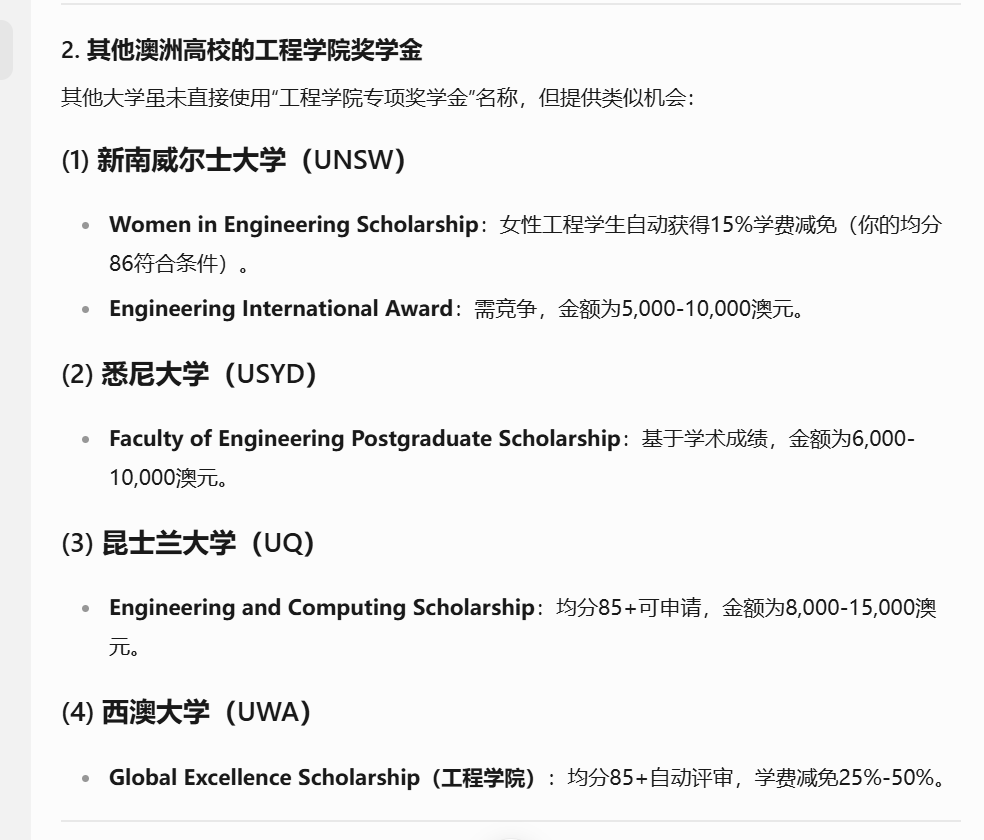 2. 其他澳洲高校的工程学院奖学金
其他大学虽未直接使用“工程学院专项奖学金”名称，但提供类似机会：
(1) 新南威尔士大学（UNSW）
Women in Engineering Scholarship：女性工程学生自动获得15%学费减免（你的均分
86符合条件）。
Engineering International Award：需竞争，金额为5,000-10,000澳元。
(2) 悉尼大学（USYD）
Faculty of Engineering Postgraduate Scholarship：基于学术成绩，金额为6,000-
10,000澳元。
(3) 昆士兰大学（UQ）
Engineering and Computing Scholarship：均分85+可申请，金额为8,000-15,000澳
元。
(4) 西澳大学（UWA）
Global Excellence Scholarship（工程学院）：均分85+自动评审，学费减免25%-50%。